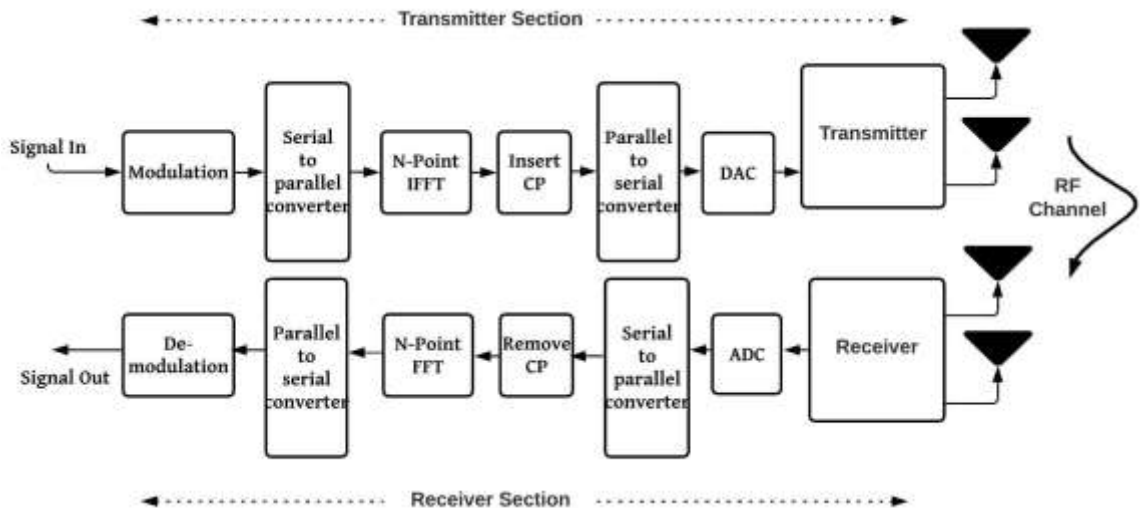 Transmitter Section
Signal In
Modulation
Serial
to
parallel
converter
N-Point
IFFT
Insert
CP
Parallel
to
serial
converter
DAC
Transmitter
RF
Channel
Signal Out
De-
modulation
Parallel
to
serial
converter
N-Point
FFT
Remove
CP
Serial
to
parallel
converter
ADC
Receiver
Receiver Section